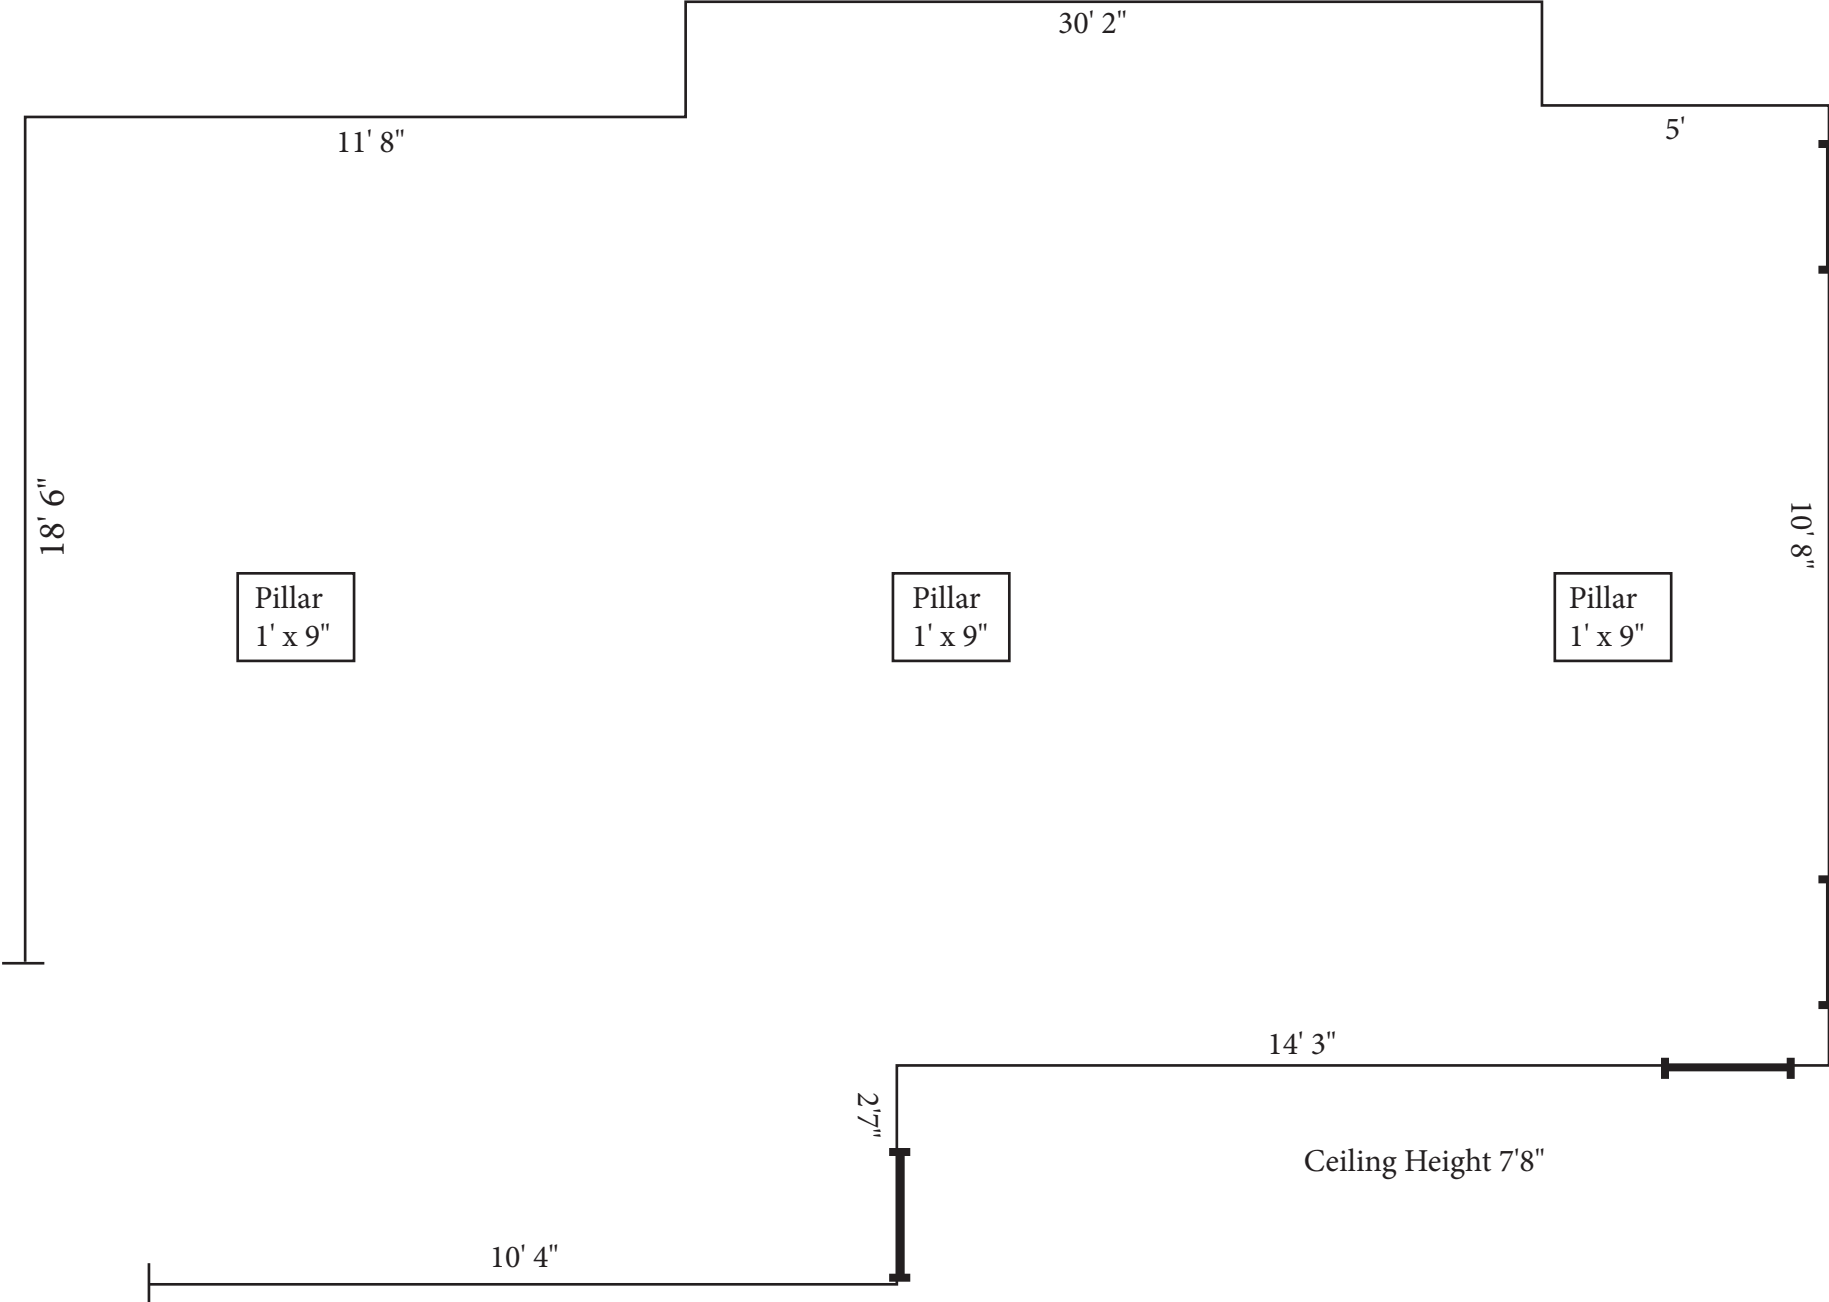 30' 2"
11' 8"
5'
18' 6"
10' 8"
Pillar
1' x 9"
Pillar
1' x 9"
Pillar
1' x 9"
14' 3"
2'7"
Ceiling Height 7'8"
10' 4"